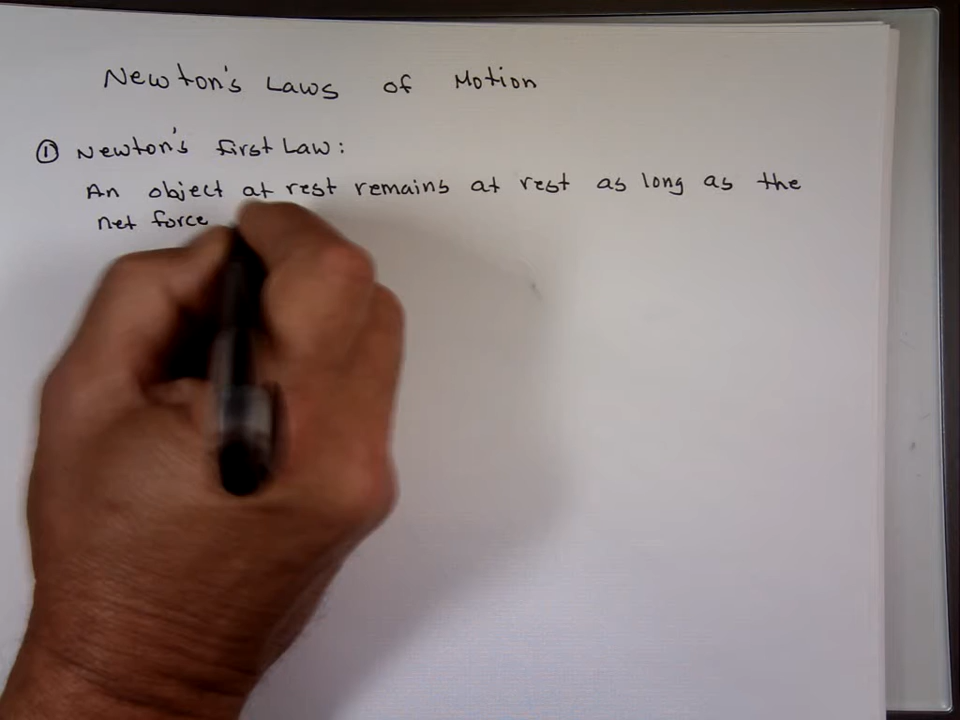 Newton's Laws of Motion
① Newton's First Law:
An object at rest remains at rest as long as the
net force